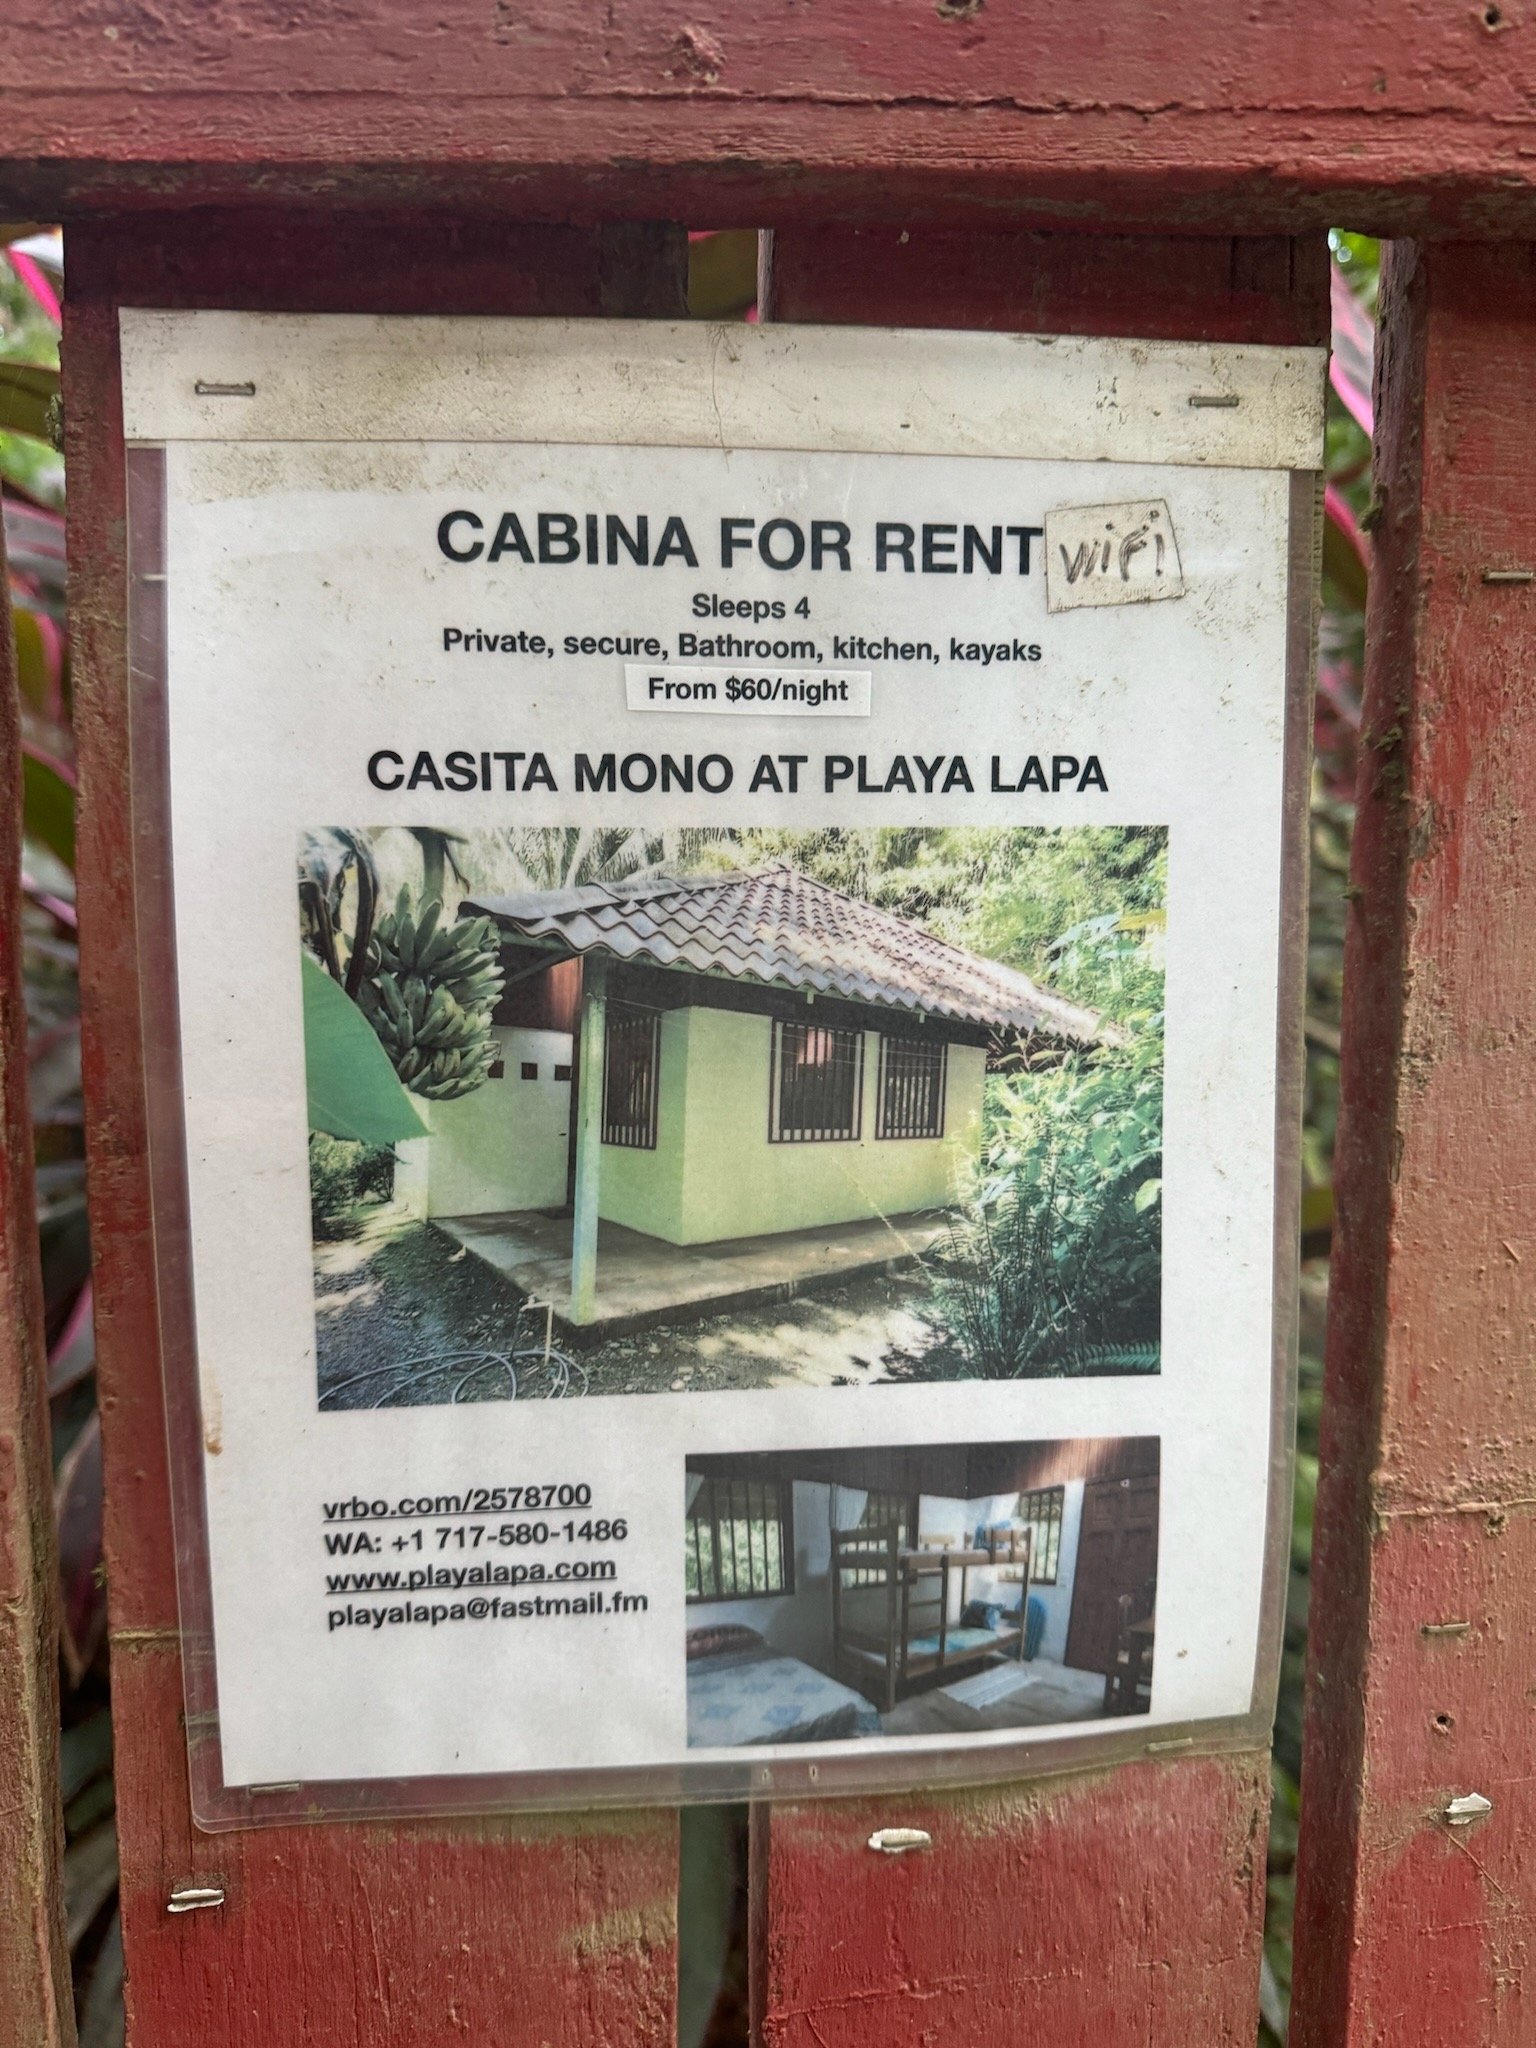 CABINA FOR RENT WiFi
Sleeps 4
Private, secure, Bathroom, kitchen, kayaks
From $60/night
CASITA MONO AT PLAYA LAPA
vrbo.com/2578700
WA: +1 717-580-1486
www.playalapa.com
playalapa@fastmail.fm